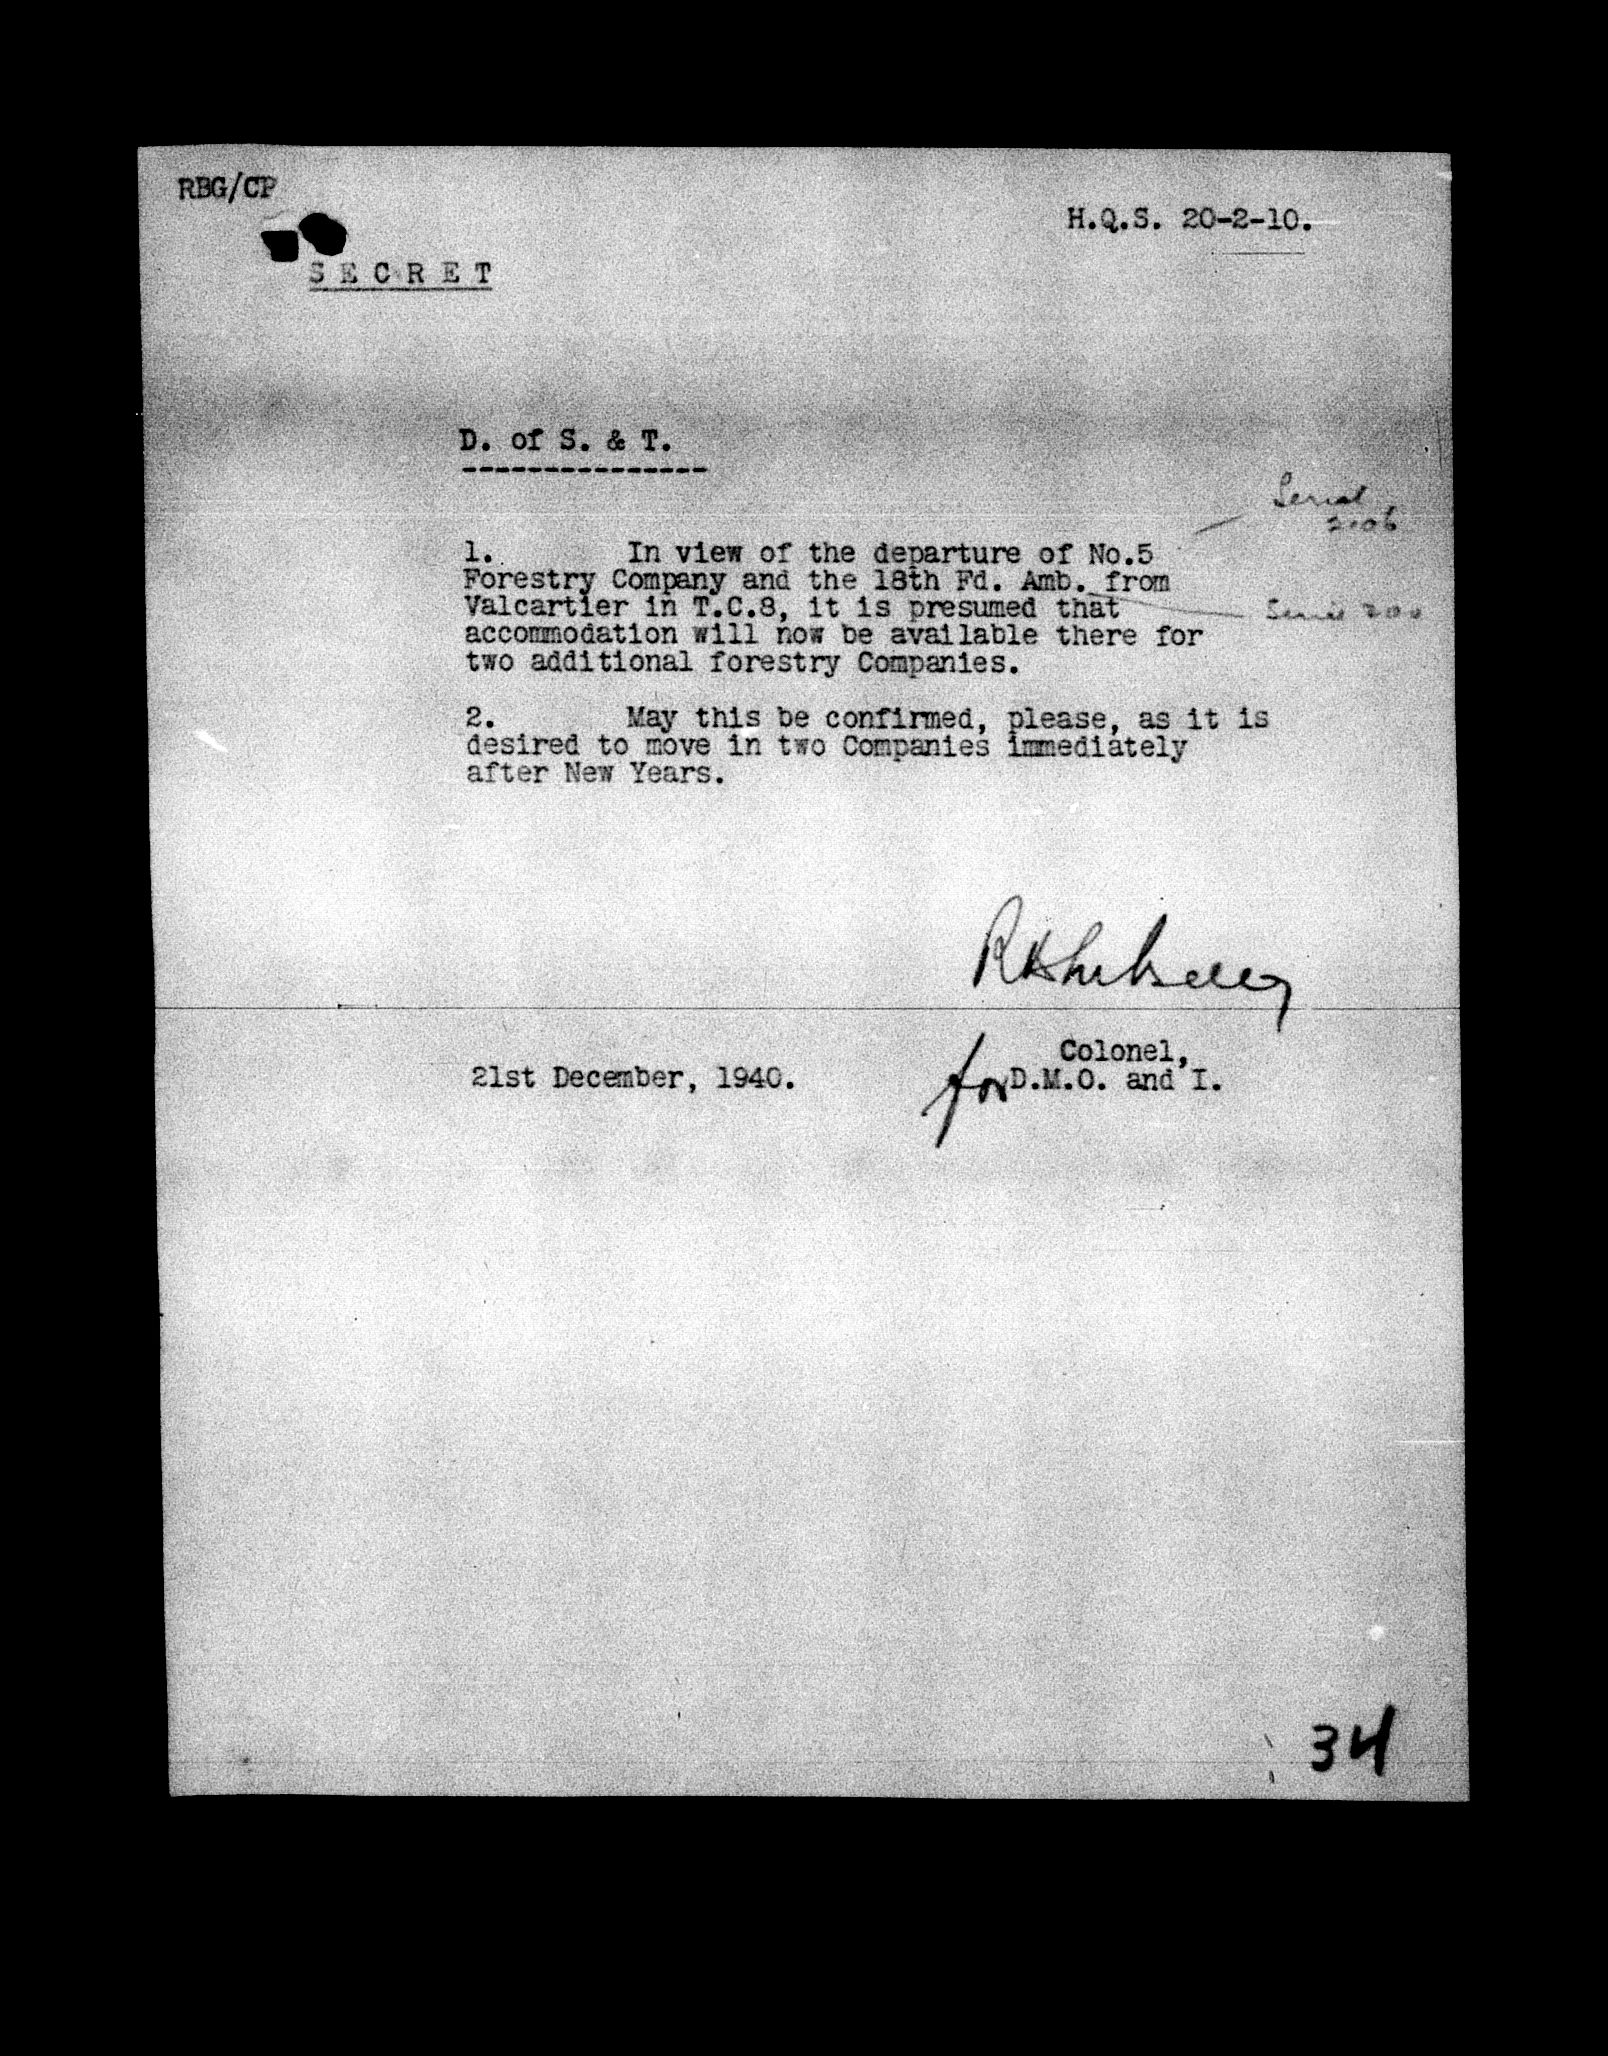 RBG/CP
H.Q.S. 20-2-10.
S E C R E T
D. of S. & T.
---------------
Serial
2106
1. In view of the departure of No.5
Forestry Company and the 18th Fd. Amb. from
Valcartier in T.C.8, it is presumed that
accommodation will now be available there for
two additional forestry Companies.
2. May this be confirmed, please, as it is
desired to move in two Companies immediately
after New Years.
Colonel,
21st December, 1940.
for D.M.O. and I.
34